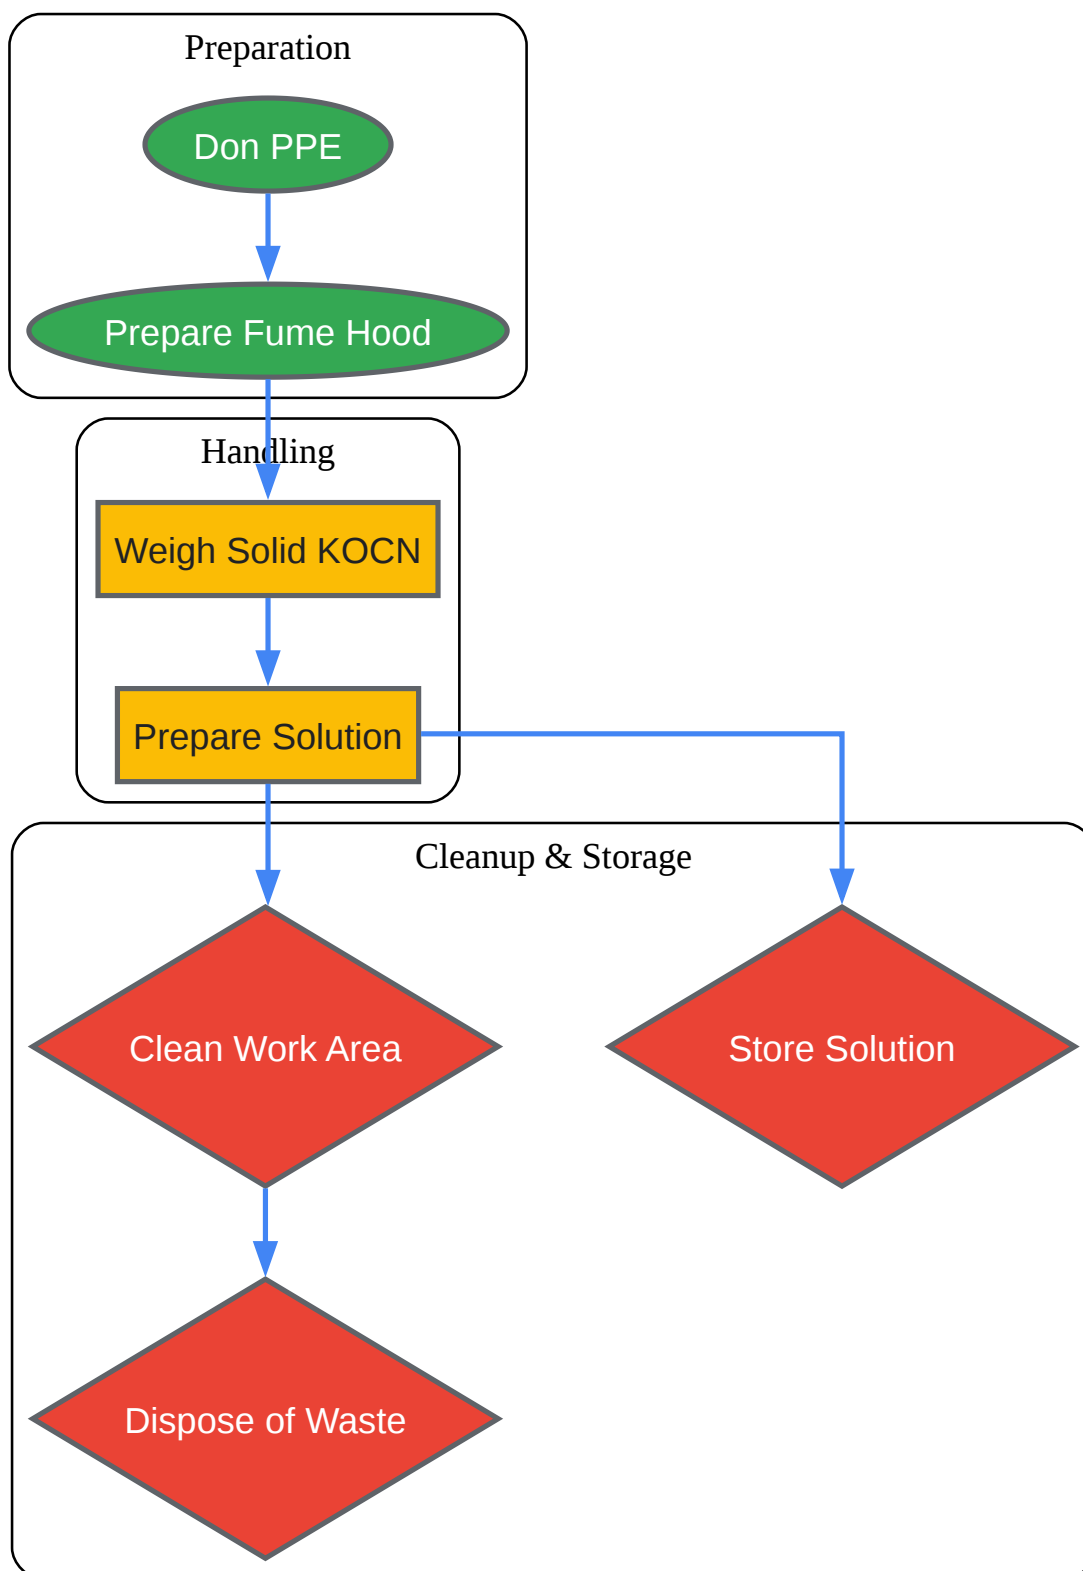 Preparation
Don PPE
Prepare Fume Hood
Handling
Weigh Solid KOCN
Prepare Solution
Cleanup & Storage
Clean Work Area
Store Solution
Dispose of Waste